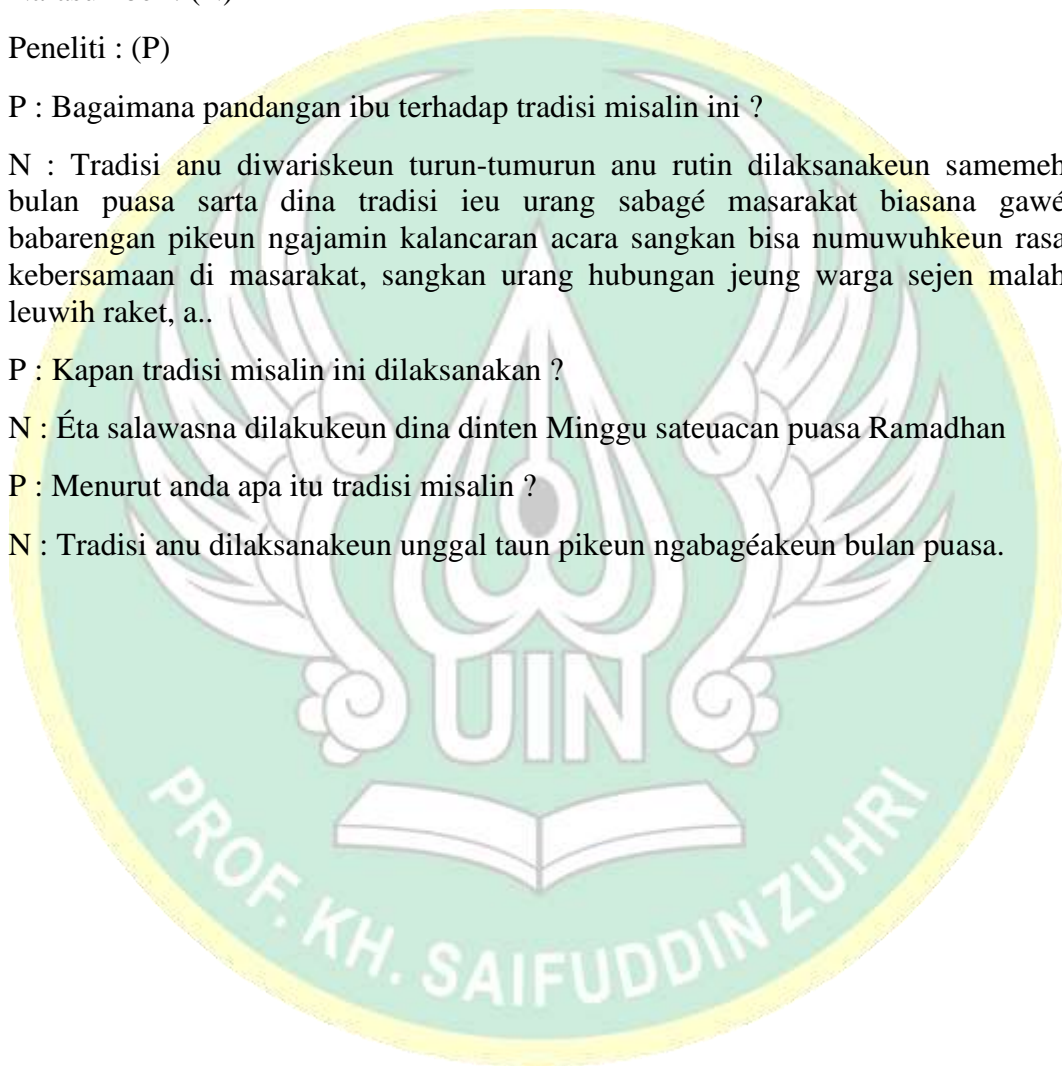 Peneliti : (P)
P : Bagaimana pandangan ibu terhadap tradisi misalin ini ?
N : Tradisi anu diwariskeun turun-tumurun anu rutin dilaksanakeun samemeh
bulan puasa sarta dina tradisi ieu urang sabagé masarakat biasana gawé
babarengan pikeun ngajamin kalancaran acara sangkan bisa numuwuhkeun rasa
kebersamaan di masarakat, sangkan urang hubungan jeung warga sejen malah
leuwih raket, a..
P : Kapan tradisi misalin ini dilaksanakan ?
N : Éta salawasna dilakukeun dina dinten Minggu sateuacan puasa Ramadhan
P : Menurut anda apa itu tradisi misalin ?
N : Tradisi anu dilaksanakeun unggal taun pikeun ngabagéakeun bulan puasa.
UIN
PROF. KH. SAIFUDDIN ZUHRI